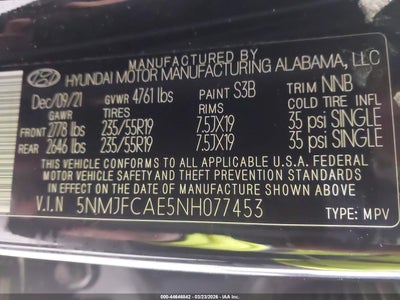 MANUFACTURED BY
HYUNDAI MOTOR MANUFACTURING ALABAMA, LLC
Dec/09/21 GVWR 4761 lbs PAINT S3B TRIM NNB
GAWR TIRES RIMS COLD TIRE INFL
FRONT 2778 lbs 235/55R19 7.5JX19 35 psi SINGLE
REAR 2646 lbs 235/55R19 7.5JX19 35 psi SINGLE
THIS VEHICLE CONFORMS TO ALL APPLICABLE U.S.A. FEDERAL
MOTOR VEHICLE SAFETY AND THEFT PREVENTION STANDARDS
IN EFFECT ON THE DATE OF MANUFACTURE SHOWN ABOVE.
V.I.N 5NMJFCAE5NH077453 TYPE: MPV
000-44646842 - 03/23/2026 - 000000